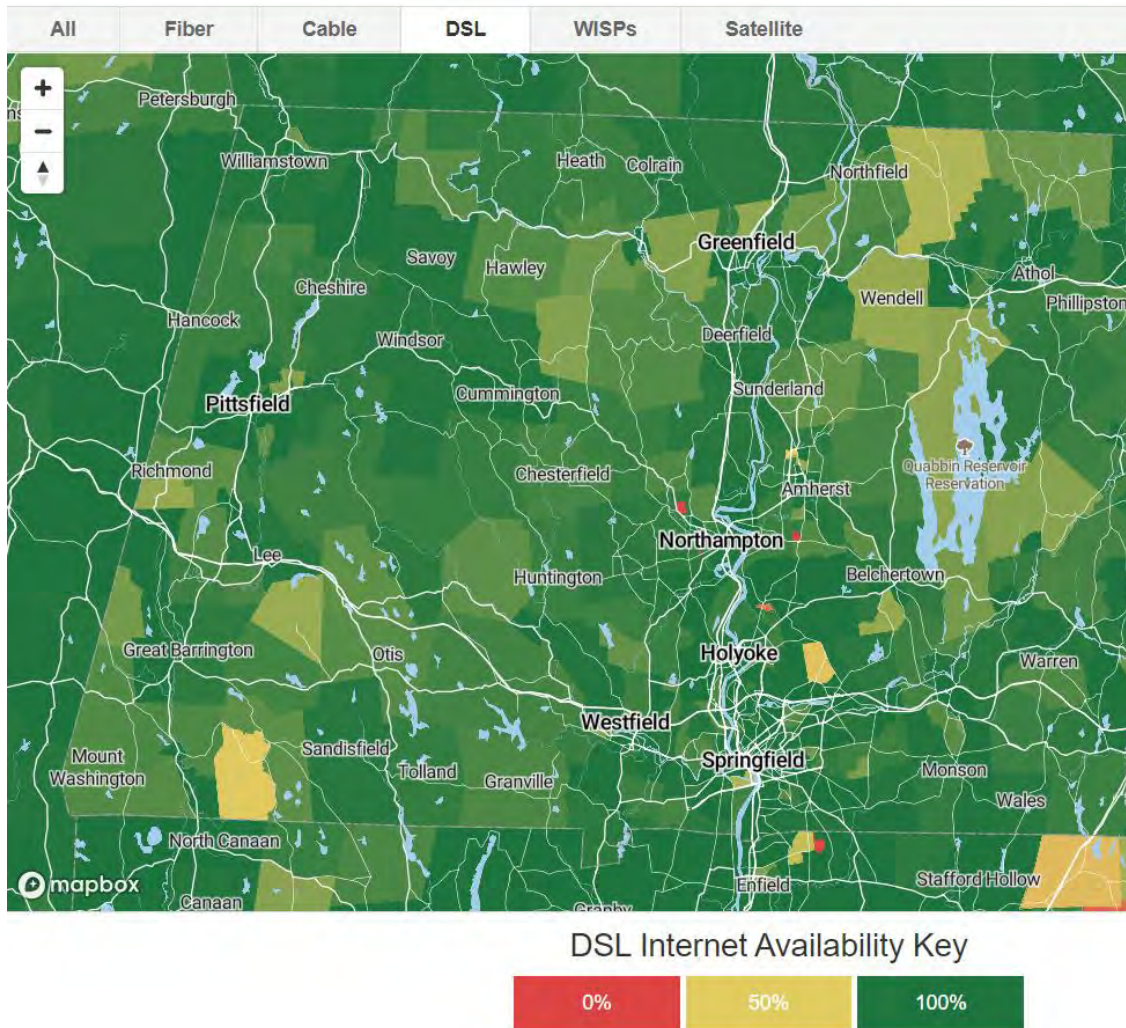 All Fiber Cable DSL WISPs Satellite
+
Petersburgh
−
Williamstown
Heath
Colrain
Northfield
Greenfield
Savoy
Hawley
Athol
Cheshire
Wendell
Phillipston
Hancock
Windsor
Deerfield
Cummington
Sunderland
Pittsfield
Richmond
Chesterfield
Quabbin Reservoir
Reservation
Amherst
Northampton
Lee
Huntington
Belchertown
Great Barrington
Otis
Holyoke
Warren
Westfield
Mount
Washington
Sandisfield
Tolland
Granville
Springfield
Monson
Wales
North Canaan
mapbox
Enfield
Stafford Hollow
Canaan
Granby
DSL Internet Availability Key
0% 50% 100%